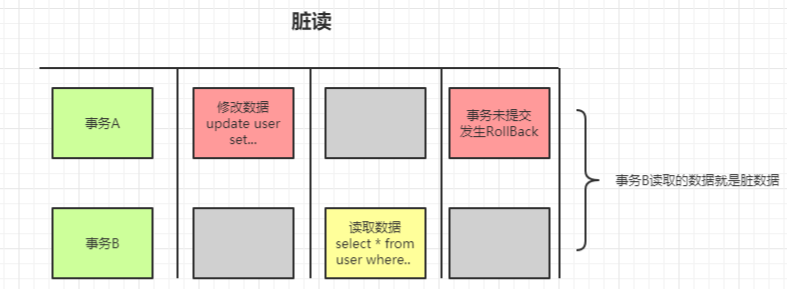 脏读
事务A
修改数据
update user
set...
事务未提交
发生RollBack
事务B读取的数据就是脏数据
事务B
读取数据
select * from
user where..